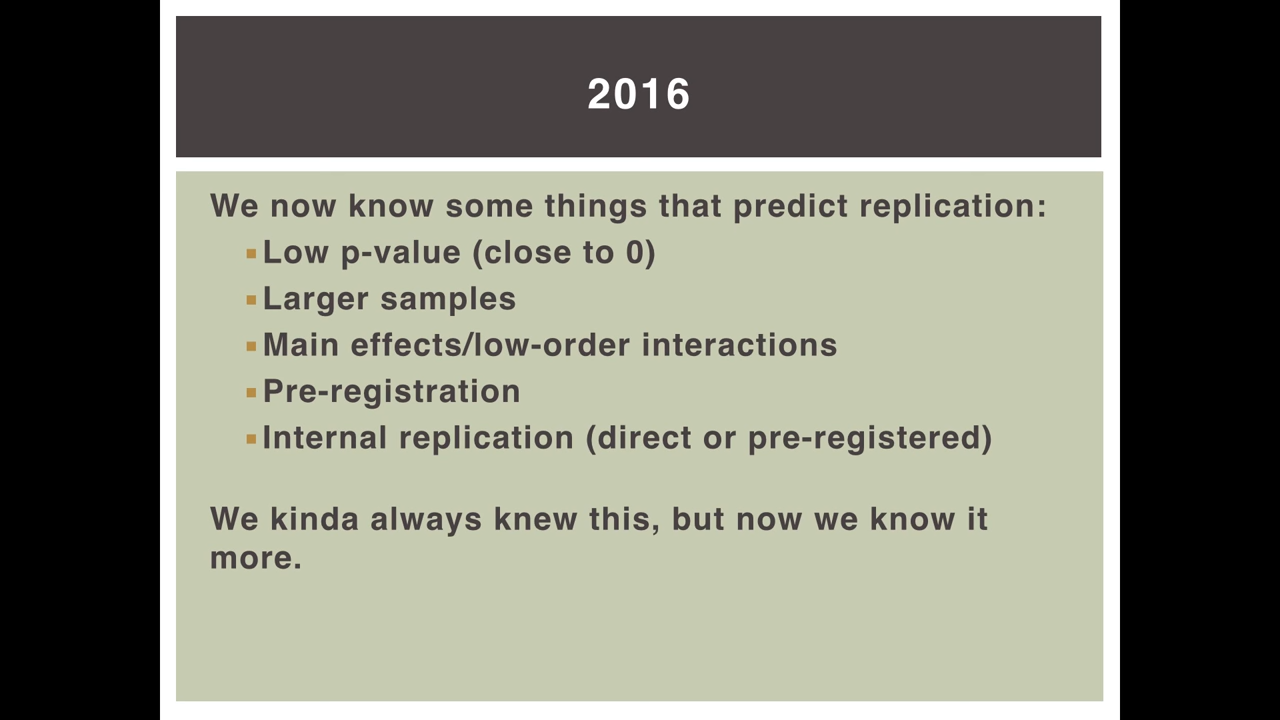 2016
We now know some things that predict replication:
▪Low p-value (close to 0)
▪Larger samples
▪Main effects/low-order interactions
▪Pre-registration
▪Internal replication (direct or pre-registered)
We kinda always knew this, but now we know it
more.